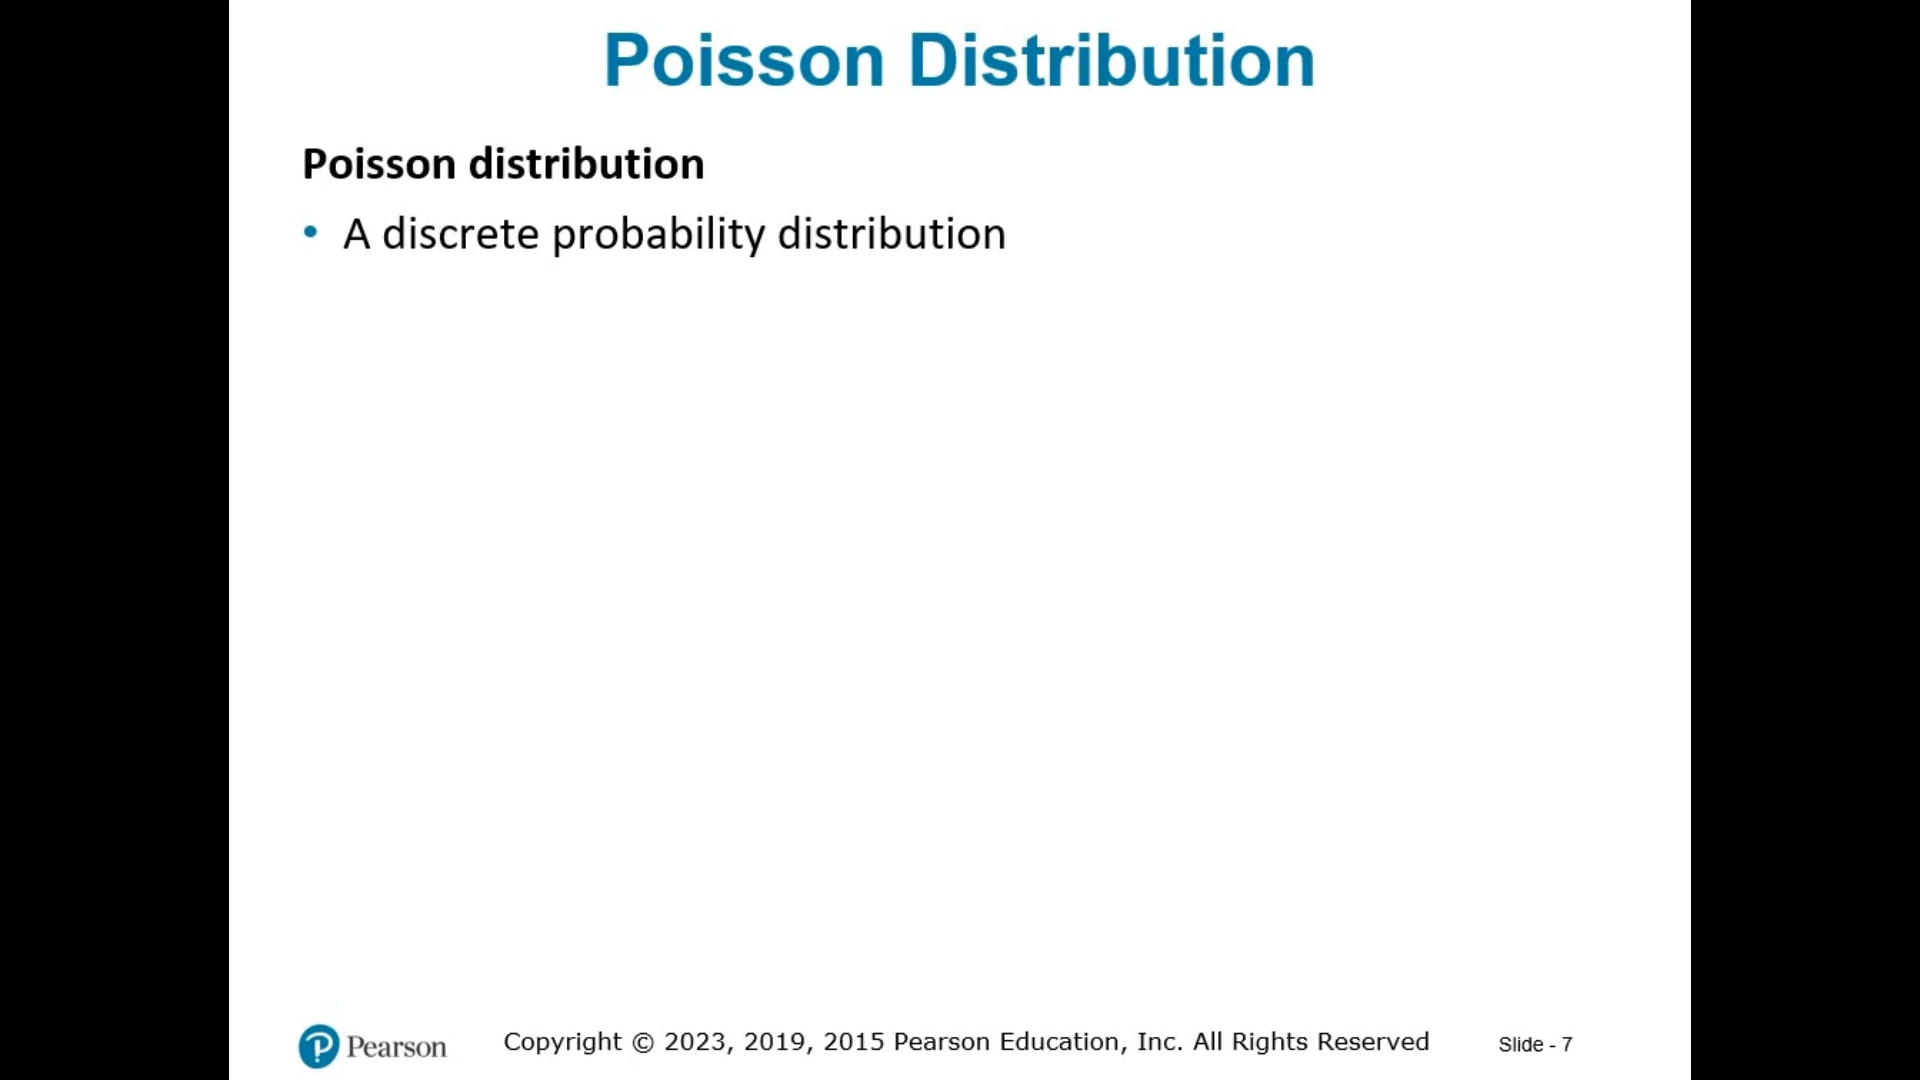 Poisson Distribution
Poisson distribution
• A discrete probability distribution
Pearson
Copyright © 2023, 2019, 2015 Pearson Education, Inc. All Rights Reserved
Slide - 7